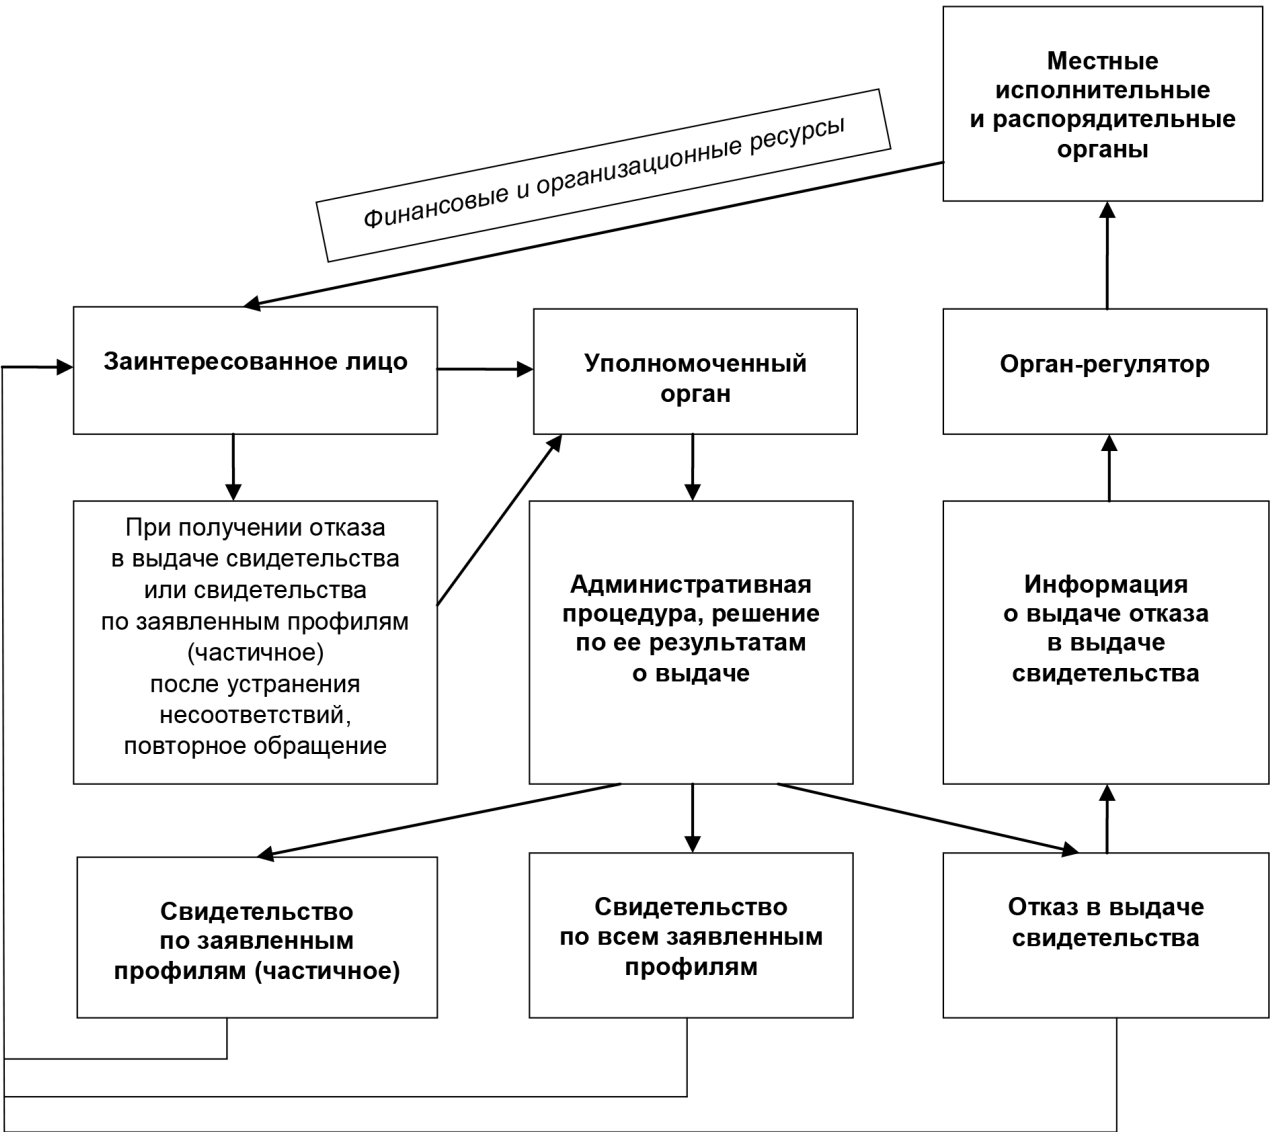 Местные
исполнительные
и распорядительные
органы
Финансовые и организационные ресурсы
Заинтересованное лицо
Уполномоченный
орган
Орган-регулятор
При получении отказа
в выдаче свидетельства
или свидетельства
по заявленным профилям
(частичное)
после устранения
несоответствий,
повторное обращение
Административная
процедура, решение
по ее результатам
о выдаче
Информация
о выдаче отказа
в выдаче
свидетельства
Свидетельство
по заявленным
профилям (частичное)
Свидетельство
по всем заявленным
профилям
Отказ в выдаче
свидетельства